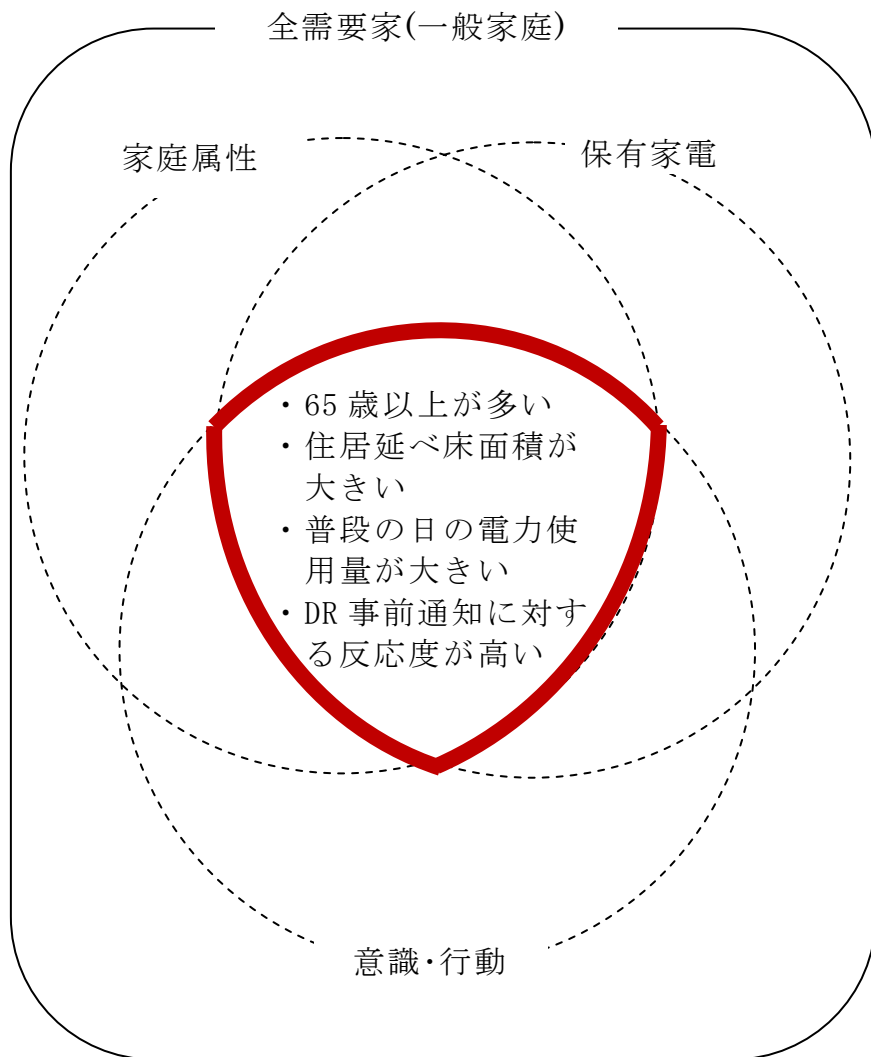 全需要家(一般家庭)
家庭属性
保有家電
・65歳以上が多い
・住居延べ床面積が
大きい
・普段の日の電力使
用量が大きい
・DR事前通知に対す
る反応度が高い
意識・行動